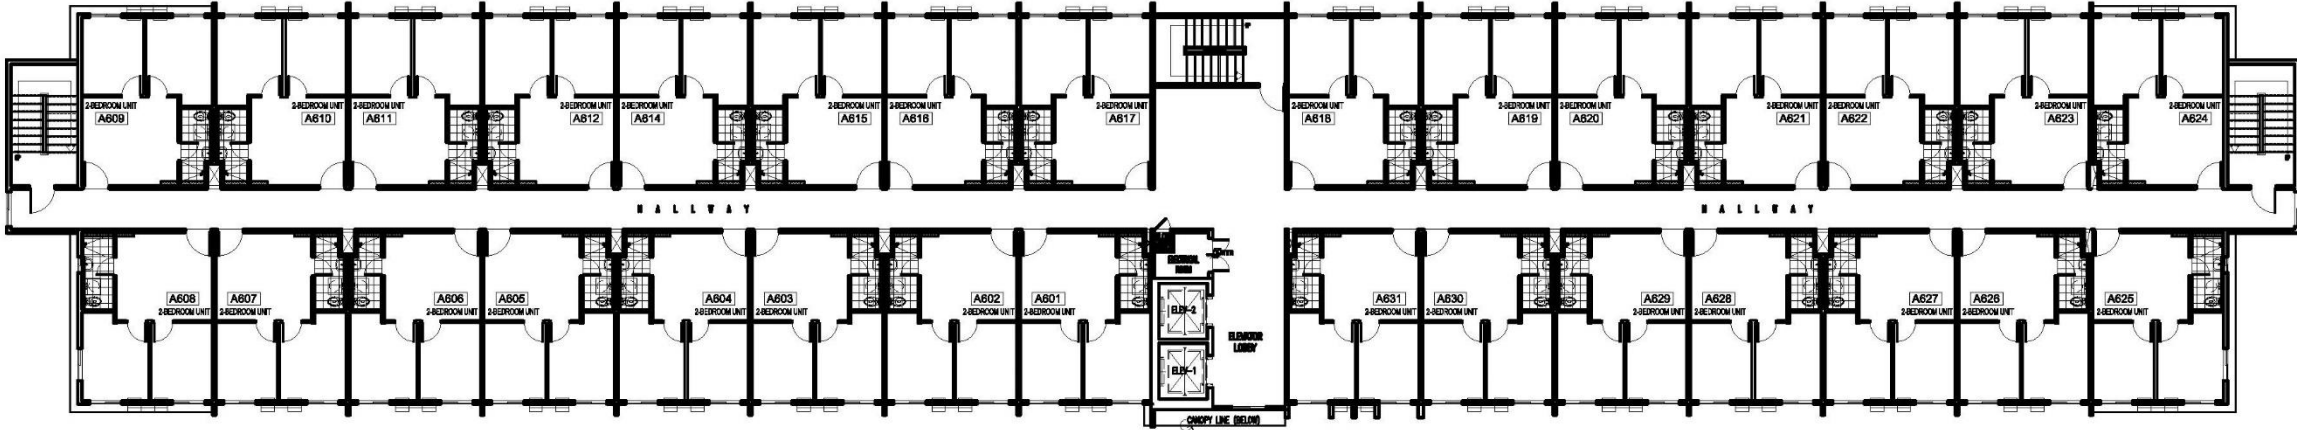 UP
2-BEDROOM UNIT 2-BEDROOM UNIT 2-BEDROOM UNIT 2-BEDROOM UNIT 2-BEDROOM UNIT 2-BEDROOM UNIT 2-BEDROOM UNIT 2-BEDROOM UNIT 2-BEDROOM UNIT 2-BEDROOM UNIT 2-BEDROOM UNIT 2-BEDROOM UNIT 2-BEDROOM UNIT 2-BEDROOM UNIT 2-BEDROOM UNIT
A609 A610 A611 A612 A614 A615 A616 A617 A618 A619 A620 A621 A622 A623 A624
UP UP
HALLWAY HALLWAY
ELECTRICAL
ROOM
A608 A607 A606 A605 A604 A603 A602 A601 A631 A630 A629 A628 A627 A626 A625
2-BEDROOM UNIT 2-BEDROOM UNIT 2-BEDROOM UNIT 2-BEDROOM UNIT 2-BEDROOM UNIT 2-BEDROOM UNIT 2-BEDROOM UNIT 2-BEDROOM UNIT 2-BEDROOM UNIT 2-BEDROOM UNIT 2-BEDROOM UNIT 2-BEDROOM UNIT 2-BEDROOM UNIT 2-BEDROOM UNIT 2-BEDROOM UNIT
ELEV-2
ELEVATOR
LOBBY
ELEV-1
CANOPY LINE (BELOW)